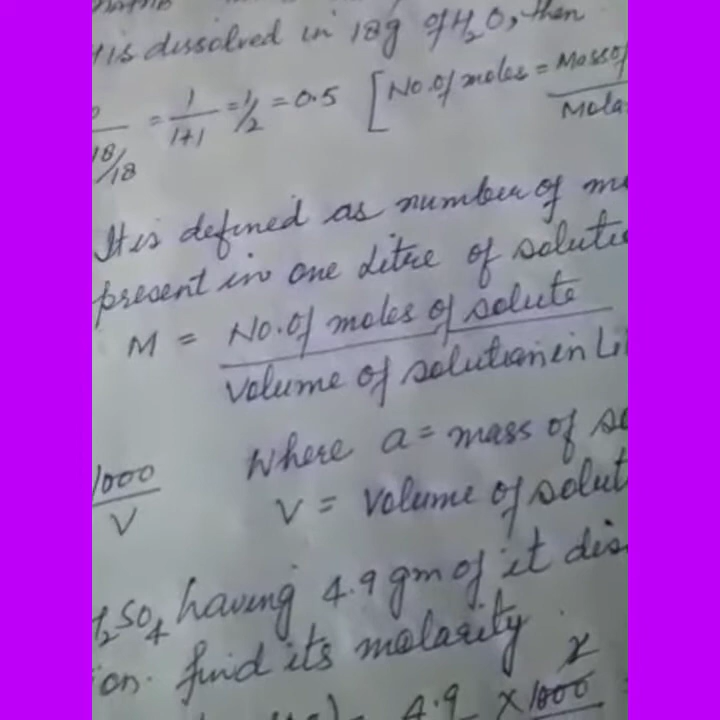 is dissolved in 18g of H2O, then
18/18 = 1/1+1 = 1/2 = 0.5 [No. of moles = Mass of / Mola
It is defined as number of m
present in one Litre of soluti
M = No. of moles of solute / Volume of solution in Li
1000/V Where a = mass of so
V = Volume of solut
2SO4 having 4.9 gm of it dis
on. find its molarity
4.9 × 1000